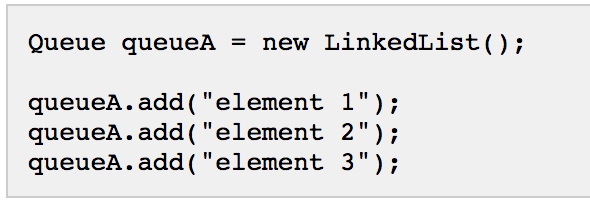 Queue queueA = new LinkedList();
queueA.add("element 1");
queueA.add("element 2");
queueA.add("element 3");